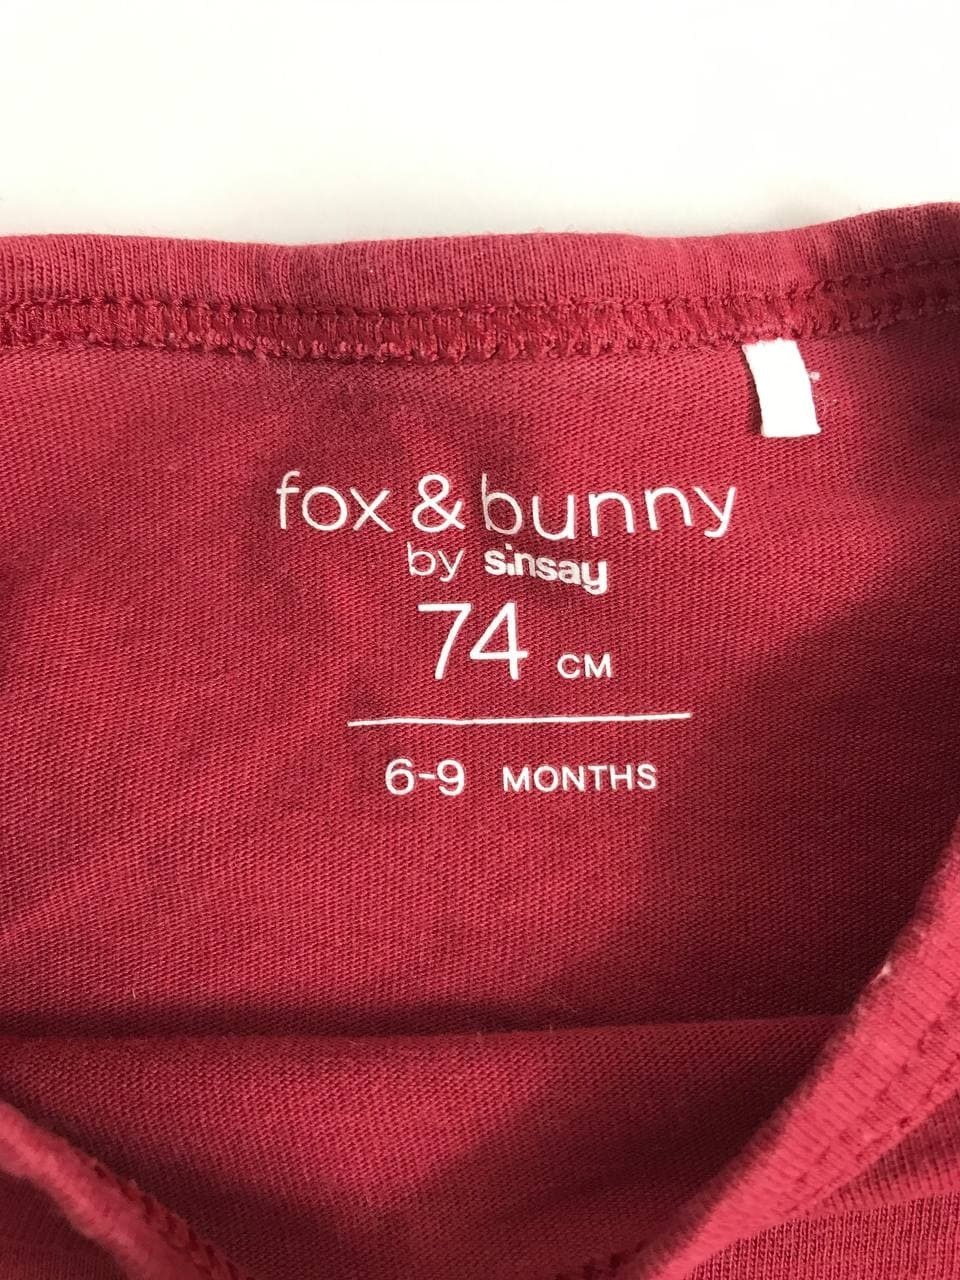 fox & bunny
by sinsay
74 CM
6-9 MONTHS